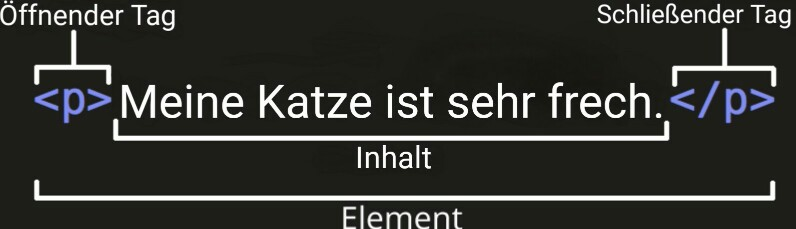 Öffnender Tag
Schließender Tag
<p>Meine Katze ist sehr frech.</p>
Inhalt
Element